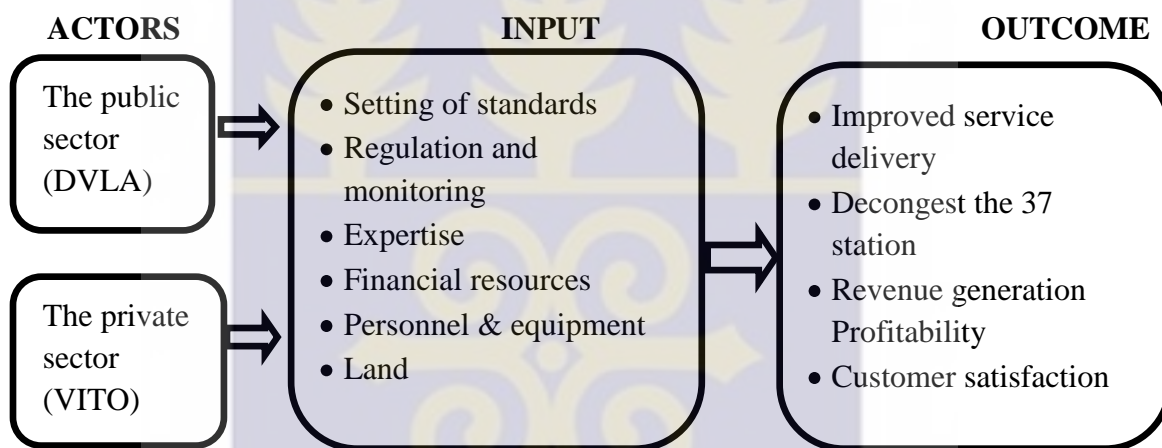 ACTORS
INPUT
OUTCOME
The public
sector
(DVLA)
The private
sector
(VITO)
• Setting of standards
• Regulation and
monitoring
• Expertise
• Financial resources
• Personnel & equipment
• Land
• Improved service
delivery
• Decongest the 37
station
• Revenue generation
Profitability
• Customer satisfaction